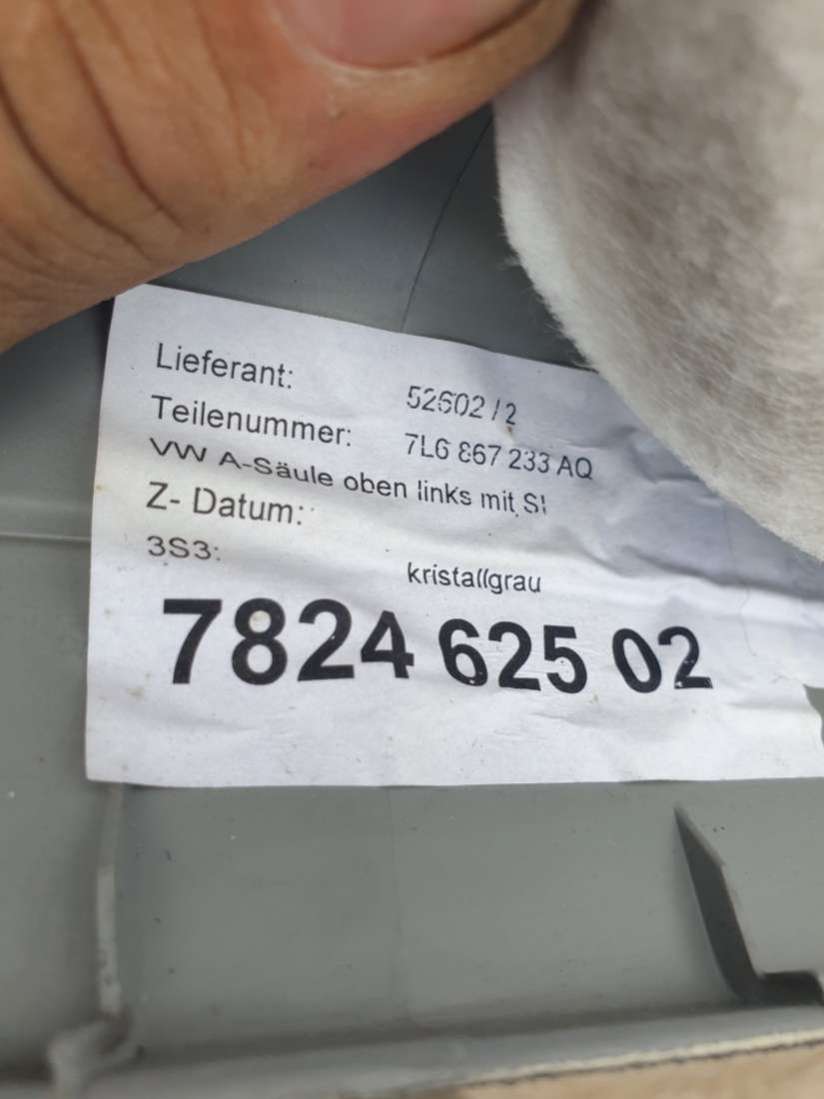 Lieferant: 52602 / 2
Teilenummer: 7L6 867 233 AQ
VW A-Säule oben links mit
Z- Datum:
3S3: kristallgrau
7824 625 02